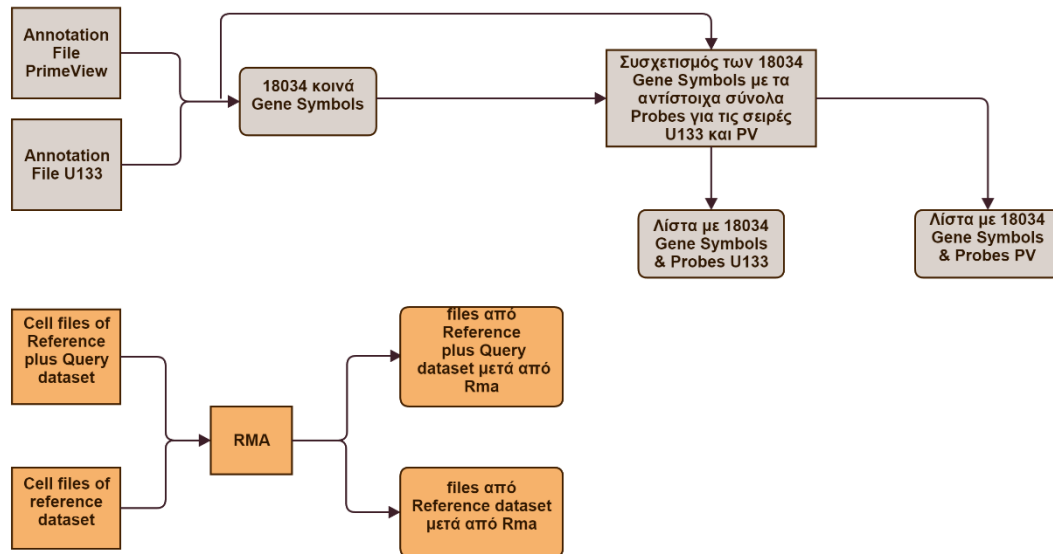 Annotation
File
PrimeView
Annotation
File U133
18034 κοινά
Gene Symbols
Συσχετισμός των 18034
Gene Symbols με τα
αντίστοιχα σύνολα
Probes για τις σειρές
U133 και PV
Λίστα με 18034
Gene Symbols
& Probes U133
Λίστα με 18034
Gene Symbols
& Probes PV
Cell files of
Reference
plus Query
dataset
Cell files of
reference
dataset
RMA
files από
Reference
plus Query
dataset μετά από
Rma
files από
Reference dataset
μετά από Rma